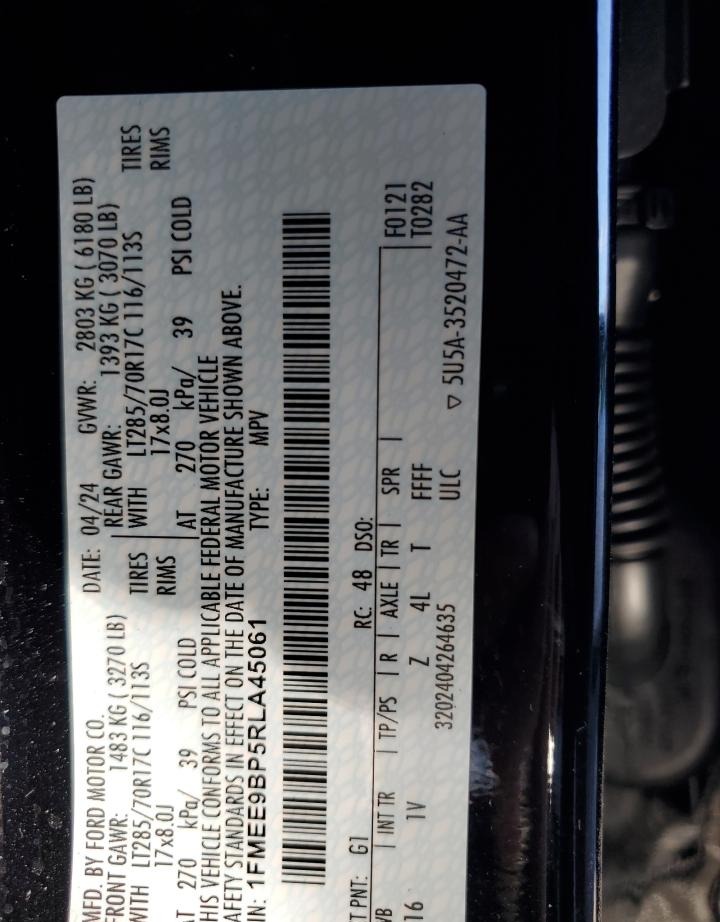 MFD. BY FORD MOTOR CO.
DATE: 04/24 GVWR: 2803 KG ( 6180 LB)
FRONT GAWR: 1483 KG ( 3270 LB)
WITH LT285/70R17C 116/113S TIRES
17x8.0J RIMS
AT 270 kPa/ 39 PSI COLD
REAR GAWR: 1393 KG ( 3070 LB)
WITH LT285/70R17C 116/113S TIRES
17x8.0J RIMS
AT 270 kPa/ 39 PSI COLD
HIS VEHICLE CONFORMS TO ALL APPLICABLE FEDERAL MOTOR VEHICLE
AFETY STANDARDS IN EFFECT ON THE DATE OF MANUFACTURE SHOWN ABOVE.
IN: 1FMEE9BP5RLA45061 TYPE: MPV
T PNT: G1 RC: 48 DSO:
WB | INT TR | TP/PS | R | AXLE | TR | SPR | F0121
16 1V Z 4L T FFFF T0282
3202404264635 ULC ▽ 5U5A-3520472-AA